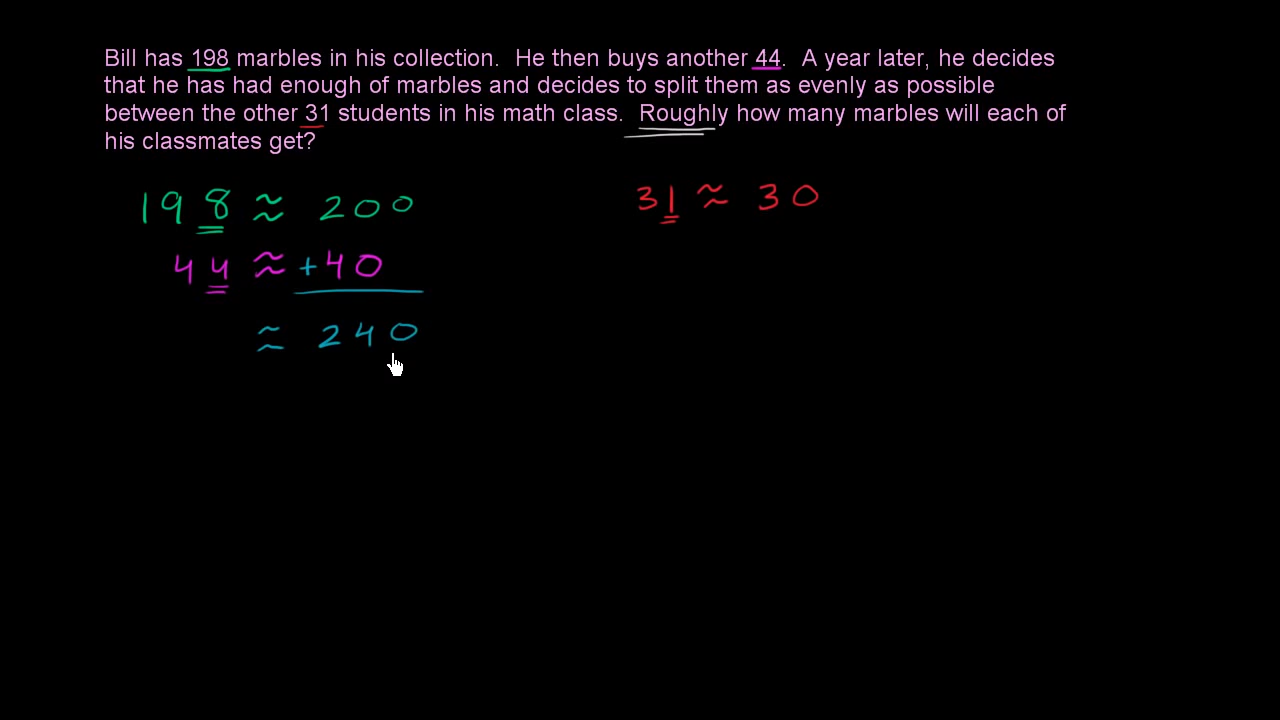 Bill has 198 marbles in his collection.  He then buys another 44.  A year later, he decides
that he has had enough of marbles and decides to split them as evenly as possible
between the other 31 students in his math class.  Roughly how many marbles will each of
his classmates get?
198 ≈ 200
31 ≈ 30
44 ≈ +40
≈ 240